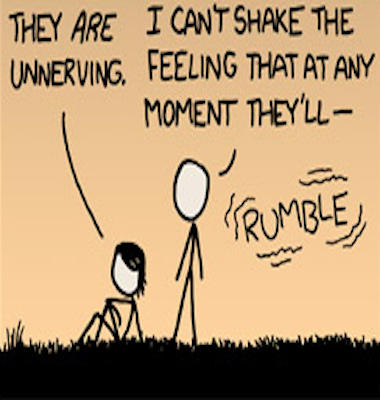 THEY ARE
UNNERVING.
I CAN'T SHAKE THE
FEELING THAT AT ANY
MOMENT THEY'LL—
RUMBLE